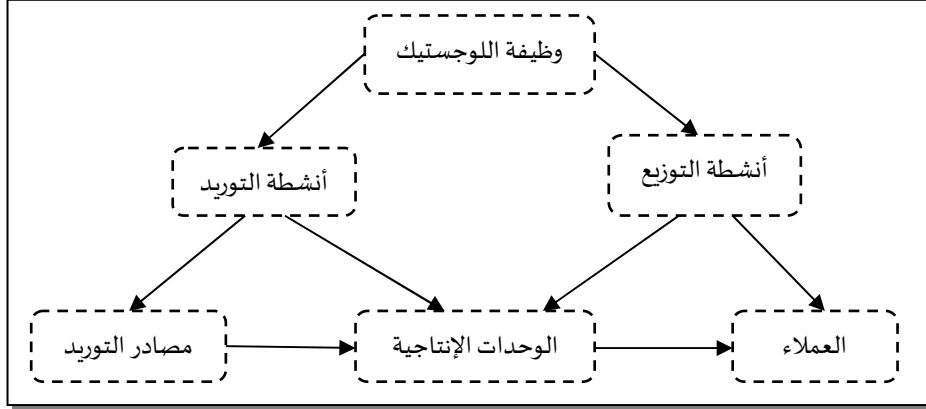 وظيفة اللوجستيك
أنشطة التوزيع
أنشطة التوريد
العملاء
الوحدات الإنتاجية
مصادر التوريد